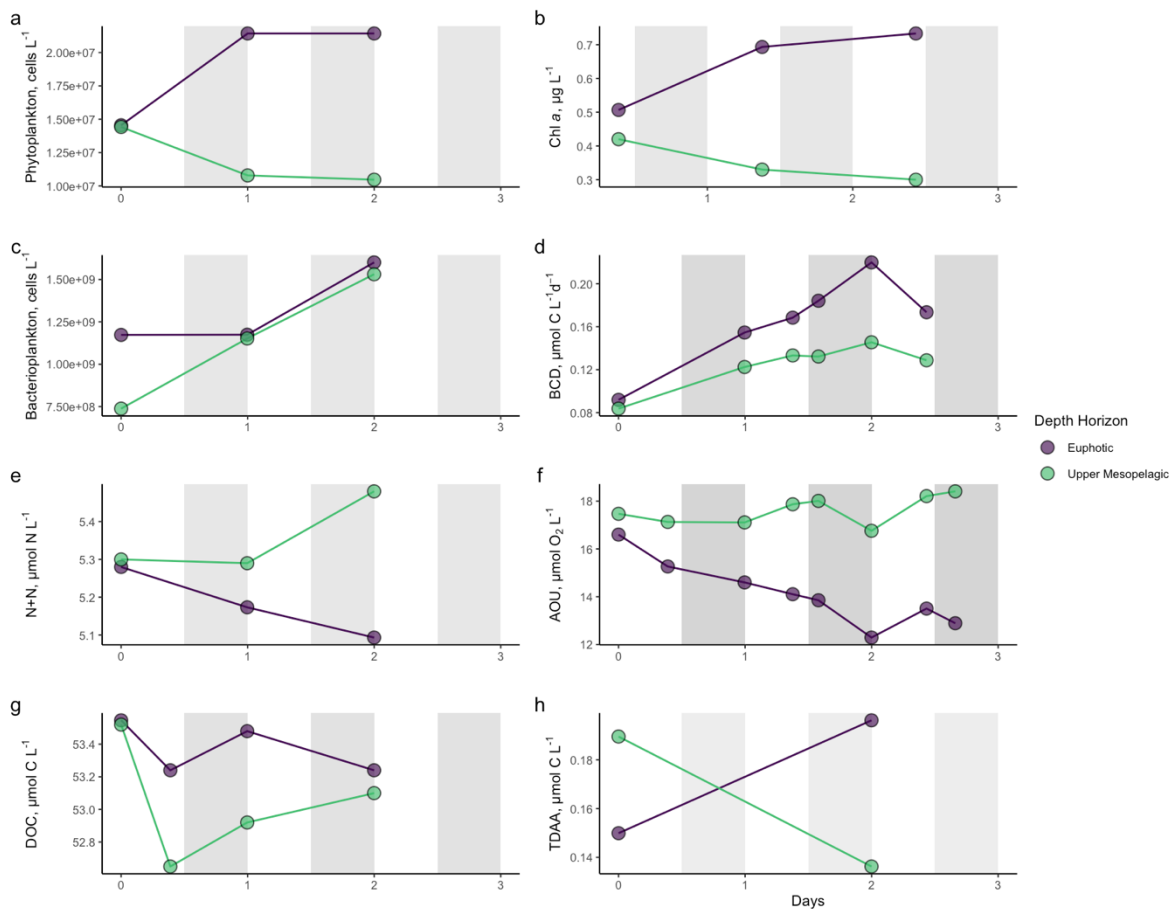 a
Phytoplankton, cells L⁻¹
2.00e+07
1.75e+07
1.50e+07
1.25e+07
1.00e+07
0 1 2 3
b
Chl a, µg L⁻¹
0.7
0.6
0.5
0.4
0.3
1 2 3
c
Bacterioplankton, cells L⁻¹
1.50e+09
1.25e+09
1.00e+09
7.50e+08
0 1 2 3
d
BCD, µmol C L⁻¹d⁻¹
0.20
0.16
0.12
0.08
0 1 2 3
e
N+N, µmol N L⁻¹
5.4
5.3
5.2
5.1
0 1 2 3
f
AOU, µmol O₂ L⁻¹
18
16
14
12
0 1 2 3
g
DOC, µmol C L⁻¹
53.4
53.2
53.0
52.8
0 1 2 3
h
TDAA, µmol C L⁻¹
0.18
0.16
0.14
0 1 2 3
Days
Depth Horizon
Euphotic
Upper Mesopelagic